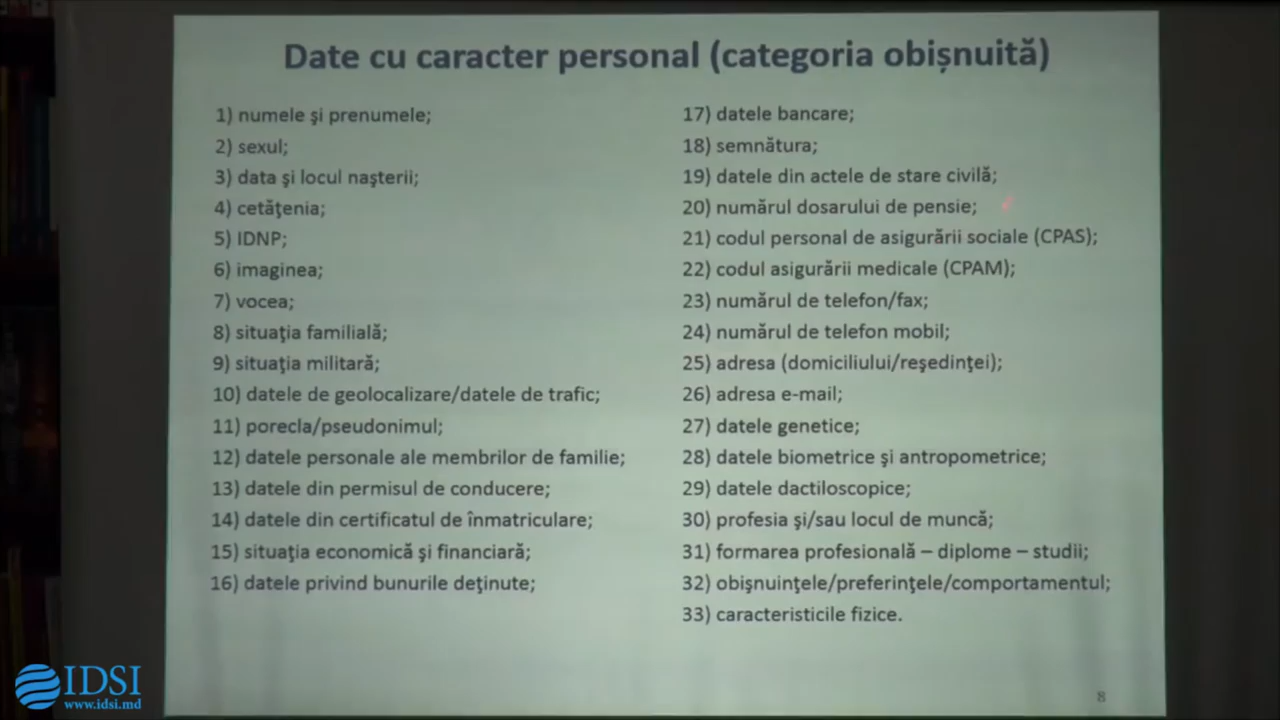 Date cu caracter personal (categoria obișnuită)
1) numele şi prenumele;
2) sexul;
3) data şi locul naşterii;
4) cetăţenia;
5) IDNP;
6) imaginea;
7) vocea;
8) situaţia familială;
9) situaţia militară;
10) datele de geolocalizare/datele de trafic;
11) porecla/pseudonimul;
12) datele personale ale membrilor de familie;
13) datele din permisul de conducere;
14) datele din certificatul de înmatriculare;
15) situaţia economică şi financiară;
16) datele privind bunurile deţinute;
17) datele bancare;
18) semnătura;
19) datele din actele de stare civilă;
20) numărul dosarului de pensie;
21) codul personal de asigurării sociale (CPAS);
22) codul asigurării medicale (CPAM);
23) numărul de telefon/fax;
24) numărul de telefon mobil;
25) adresa (domiciliului/reşedinţei);
26) adresa e-mail;
27) datele genetice;
28) datele biometrice şi antropometrice;
29) datele dactiloscopice;
30) profesia şi/sau locul de muncă;
31) formarea profesională – diplome – studii;
32) obişnuinţele/preferinţele/comportamentul;
33) caracteristicile fizice.
8
IDSI
www.idsi.md